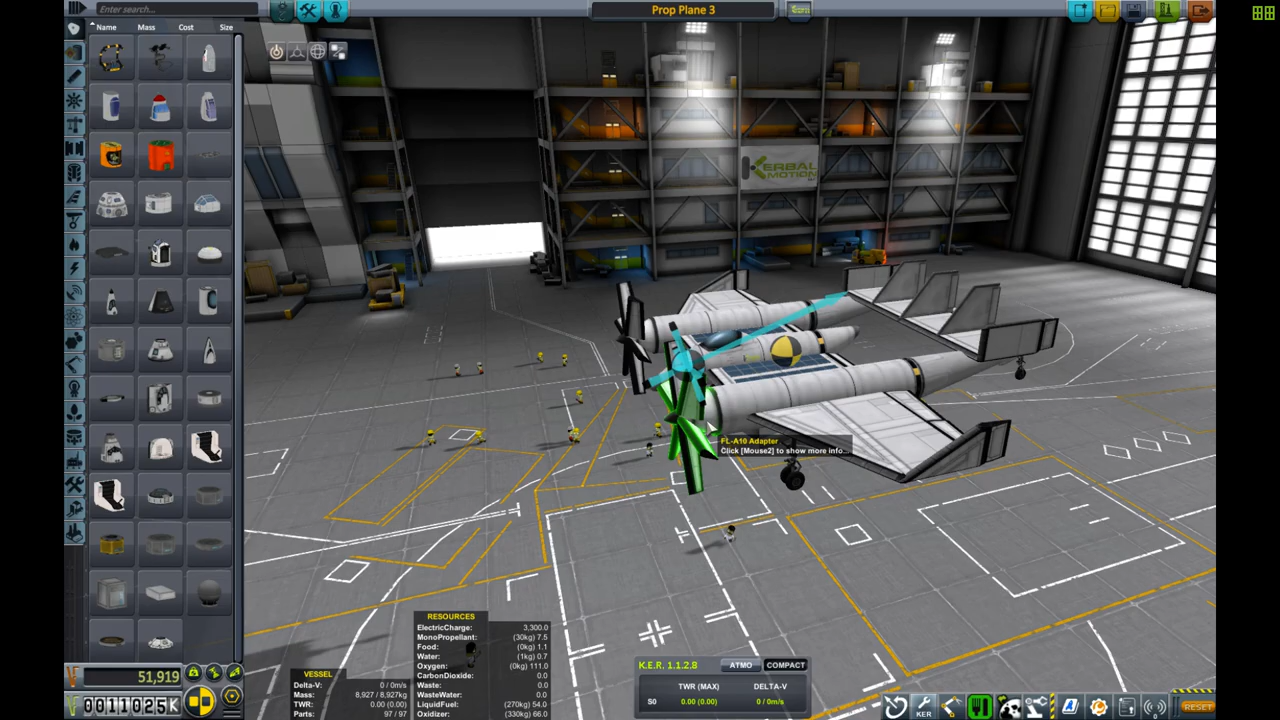 Enter search...
Prop Plane 3
Name Mass Cost Size
KERBAL
MOTION
FL-A10 Adapter
Click [Mouse2] to show more info...
RESOURCES
ElectricCharge: 3,300.0
MonoPropellant: (30kg) 7.5
Food: (0kg) 1.1
Water: (1kg) 0.7
Oxygen: (0kg) 111.0
CarbonDioxide: 0.0
Waste: 0.0
WasteWater: 0.0
LiquidFuel: (270kg) 54.0
Oxidizer: (330kg) 66.0
VESSEL
Delta-V: 0 / 0m/s
Mass: 8,927 / 8,927kg
TWR: 0.00 (0.00)
Parts: 97 / 97
K.E.R. 1.1.2.8 ATMO COMPACT
TWR (MAX) DELTA-V
S0 0.00 (0.00) 0 / 0m/s
51,919
0011025K
KER
RESET